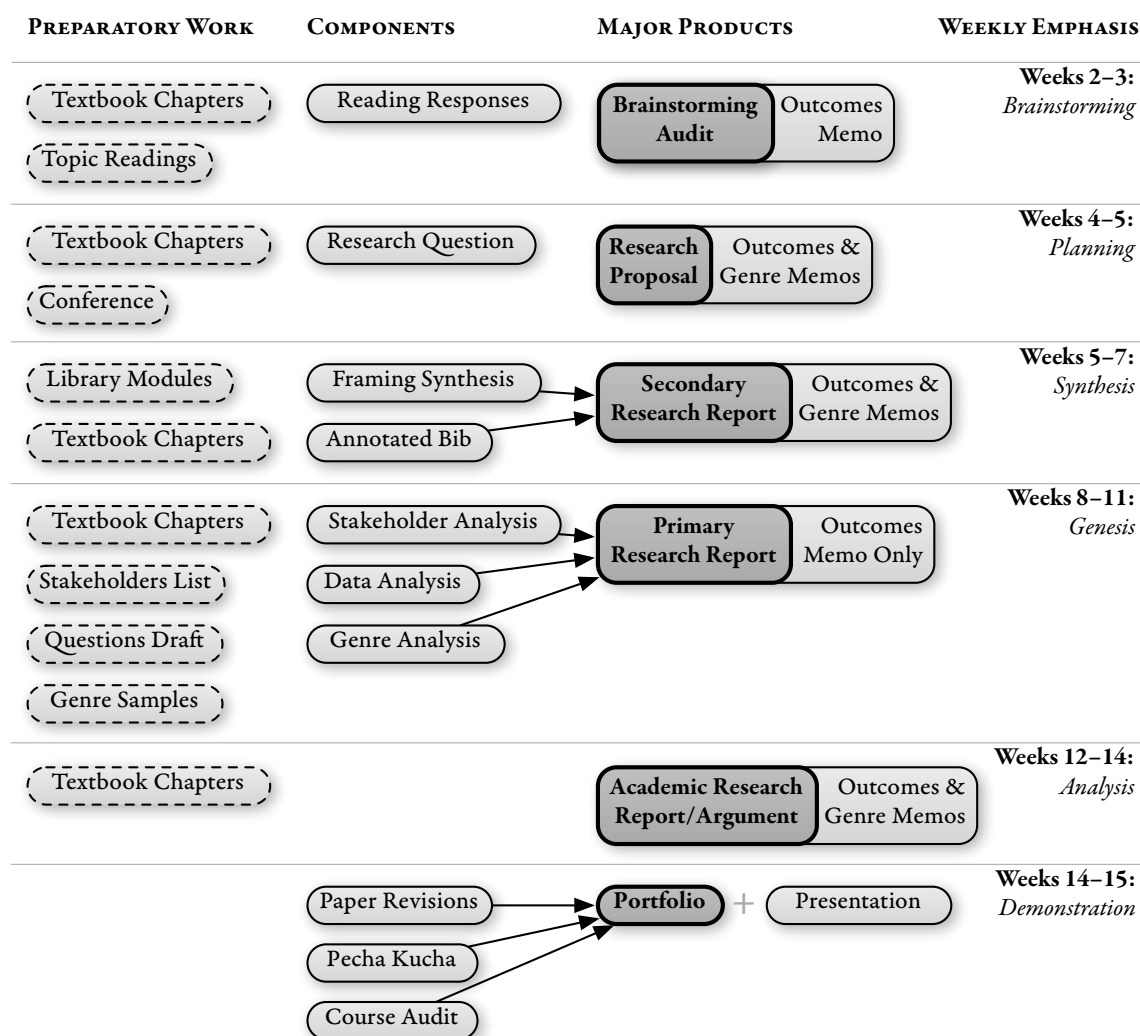 PREPARATORY WORK
COMPONENTS
MAJOR PRODUCTS
WEEKLY EMPHASIS
Textbook Chapters
Topic Readings
Reading Responses
Brainstorming
Audit
Outcomes
Memo
Weeks 2–3:
Brainstorming
Textbook Chapters
Conference
Research Question
Research
Proposal
Outcomes &
Genre Memos
Weeks 4–5:
Planning
Library Modules
Textbook Chapters
Framing Synthesis
Annotated Bib
Secondary
Research Report
Outcomes &
Genre Memos
Weeks 5–7:
Synthesis
Textbook Chapters
Stakeholders List
Questions Draft
Genre Samples
Stakeholder Analysis
Data Analysis
Genre Analysis
Primary
Research Report
Outcomes
Memo Only
Weeks 8–11:
Genesis
Textbook Chapters
Academic Research
Report/Argument
Outcomes &
Genre Memos
Weeks 12–14:
Analysis
Paper Revisions
Pecha Kucha
Course Audit
Portfolio
+
Presentation
Weeks 14–15:
Demonstration